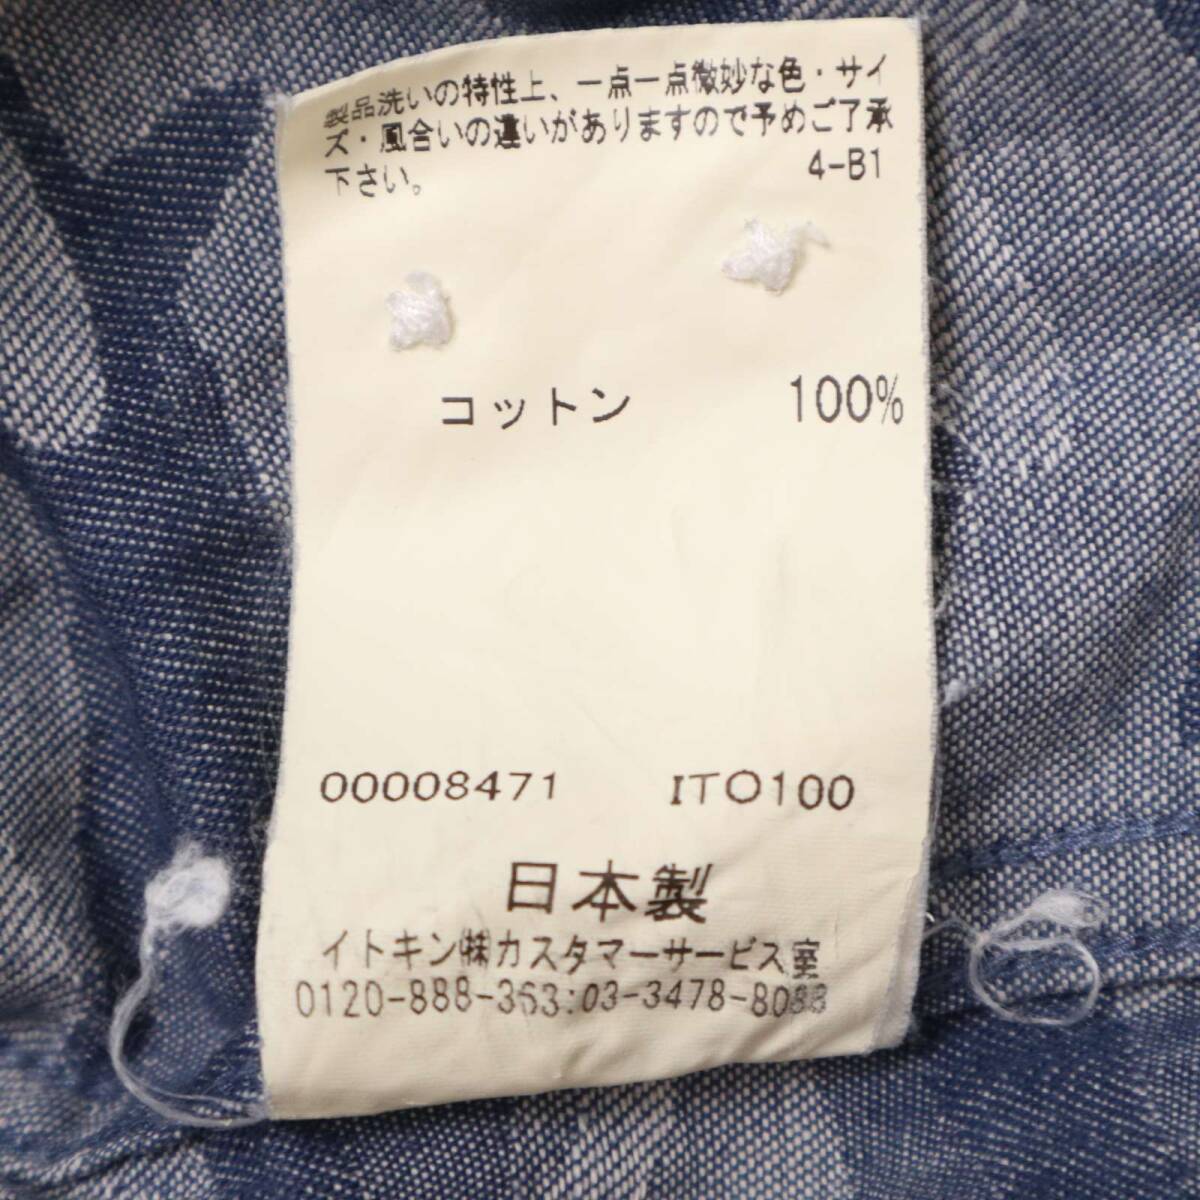 製品洗いの特性上、一点一点微妙な色・サイ
ズ・風合いの違いがありますので予めご了承
下さい。 4-B1
コットン 100%
00008471 ITO100
日本製
イトキン㈱カスタマーサービス室
0120-888-363:03-3478-8088